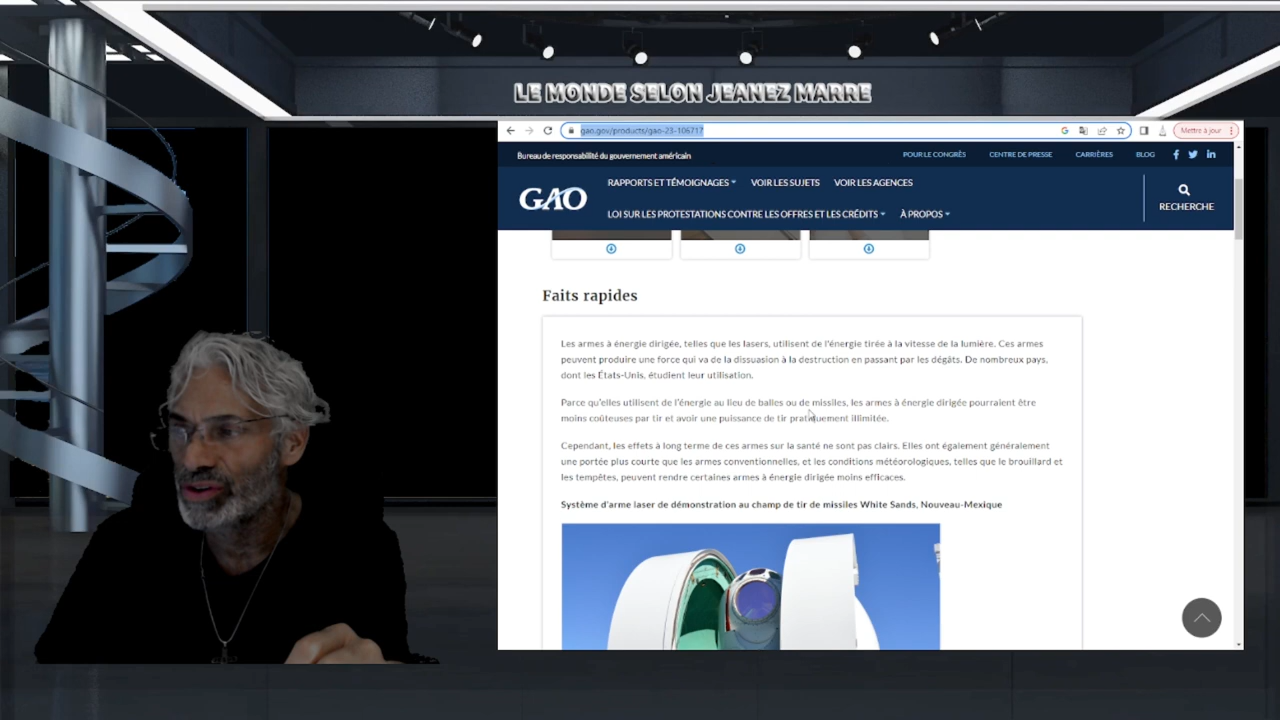 LE MONDE SELON JEANEZ MARRE
gao.gov/products/gao-23-106717
Mettre à jour
Bureau de responsabilité du gouvernement américain
POUR LE CONGRÈS CENTRE DE PRESSE CARRIÈRES BLOG
GAO
RAPPORTS ET TÉMOIGNAGES VOIR LES SUJETS VOIR LES AGENCES
LOI SUR LES PROTESTATIONS CONTRE LES OFFRES ET LES CRÉDITS À PROPOS
RECHERCHE
Faits rapides
Les armes à énergie dirigée, telles que les lasers, utilisent de l'énergie tirée à la vitesse de la lumière. Ces armes
peuvent produire une force qui va de la dissuasion à la destruction en passant par les dégâts. De nombreux pays,
dont les États-Unis, étudient leur utilisation.
Parce qu'elles utilisent de l'énergie au lieu de balles ou de missiles, les armes à énergie dirigée pourraient être
moins coûteuses par tir et avoir une puissance de tir pratiquement illimitée.
Cependant, les effets à long terme de ces armes sur la santé ne sont pas clairs. Elles ont également généralement
une portée plus courte que les armes conventionnelles, et les conditions météorologiques, telles que le brouillard et
les tempêtes, peuvent rendre certaines armes à énergie dirigée moins efficaces.
Système d'arme laser de démonstration au champ de tir de missiles White Sands, Nouveau-Mexique